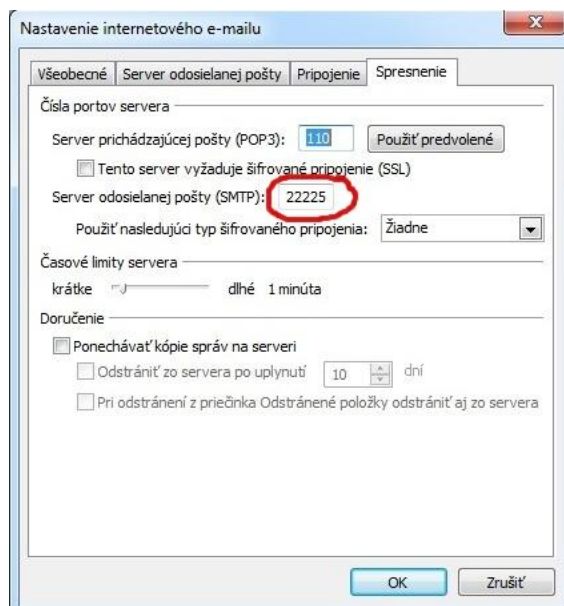 Nastavenie internetového e-mailu
Všeobecné Server odosielanej pošty Pripojenie Spresnenie
Čísla portov servera
Server prichádzajúcej pošty (POP3): 110 Použiť predvolené
Tento server vyžaduje šifrované pripojenie (SSL)
Server odosielanej pošty (SMTP): 22225
Použiť nasledujúci typ šifrovaného pripojenia: Žiadne
Časové limity servera
krátke dlhé 1 minúta
Doručenie
Ponechávať kópie správ na serveri
Odstrániť zo servera po uplynutí 10 dní
Pri odstránení z priečinka Odstránené položky odstrániť aj zo servera
OK Zrušiť